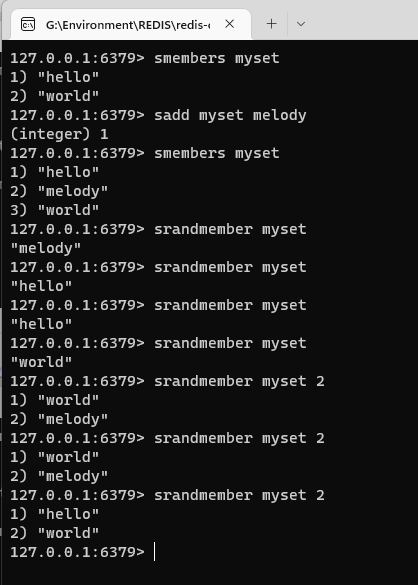 G:\Environment\REDIS\redis-c
127.0.0.1:6379> smembers myset
1) "hello"
2) "world"
127.0.0.1:6379> sadd myset melody
(integer) 1
127.0.0.1:6379> smembers myset
1) "hello"
2) "melody"
3) "world"
127.0.0.1:6379> srandmember myset
"melody"
127.0.0.1:6379> srandmember myset
"hello"
127.0.0.1:6379> srandmember myset
"hello"
127.0.0.1:6379> srandmember myset
"world"
127.0.0.1:6379> srandmember myset 2
1) "world"
2) "melody"
127.0.0.1:6379> srandmember myset 2
1) "world"
2) "melody"
127.0.0.1:6379> srandmember myset 2
1) "hello"
2) "world"
127.0.0.1:6379>